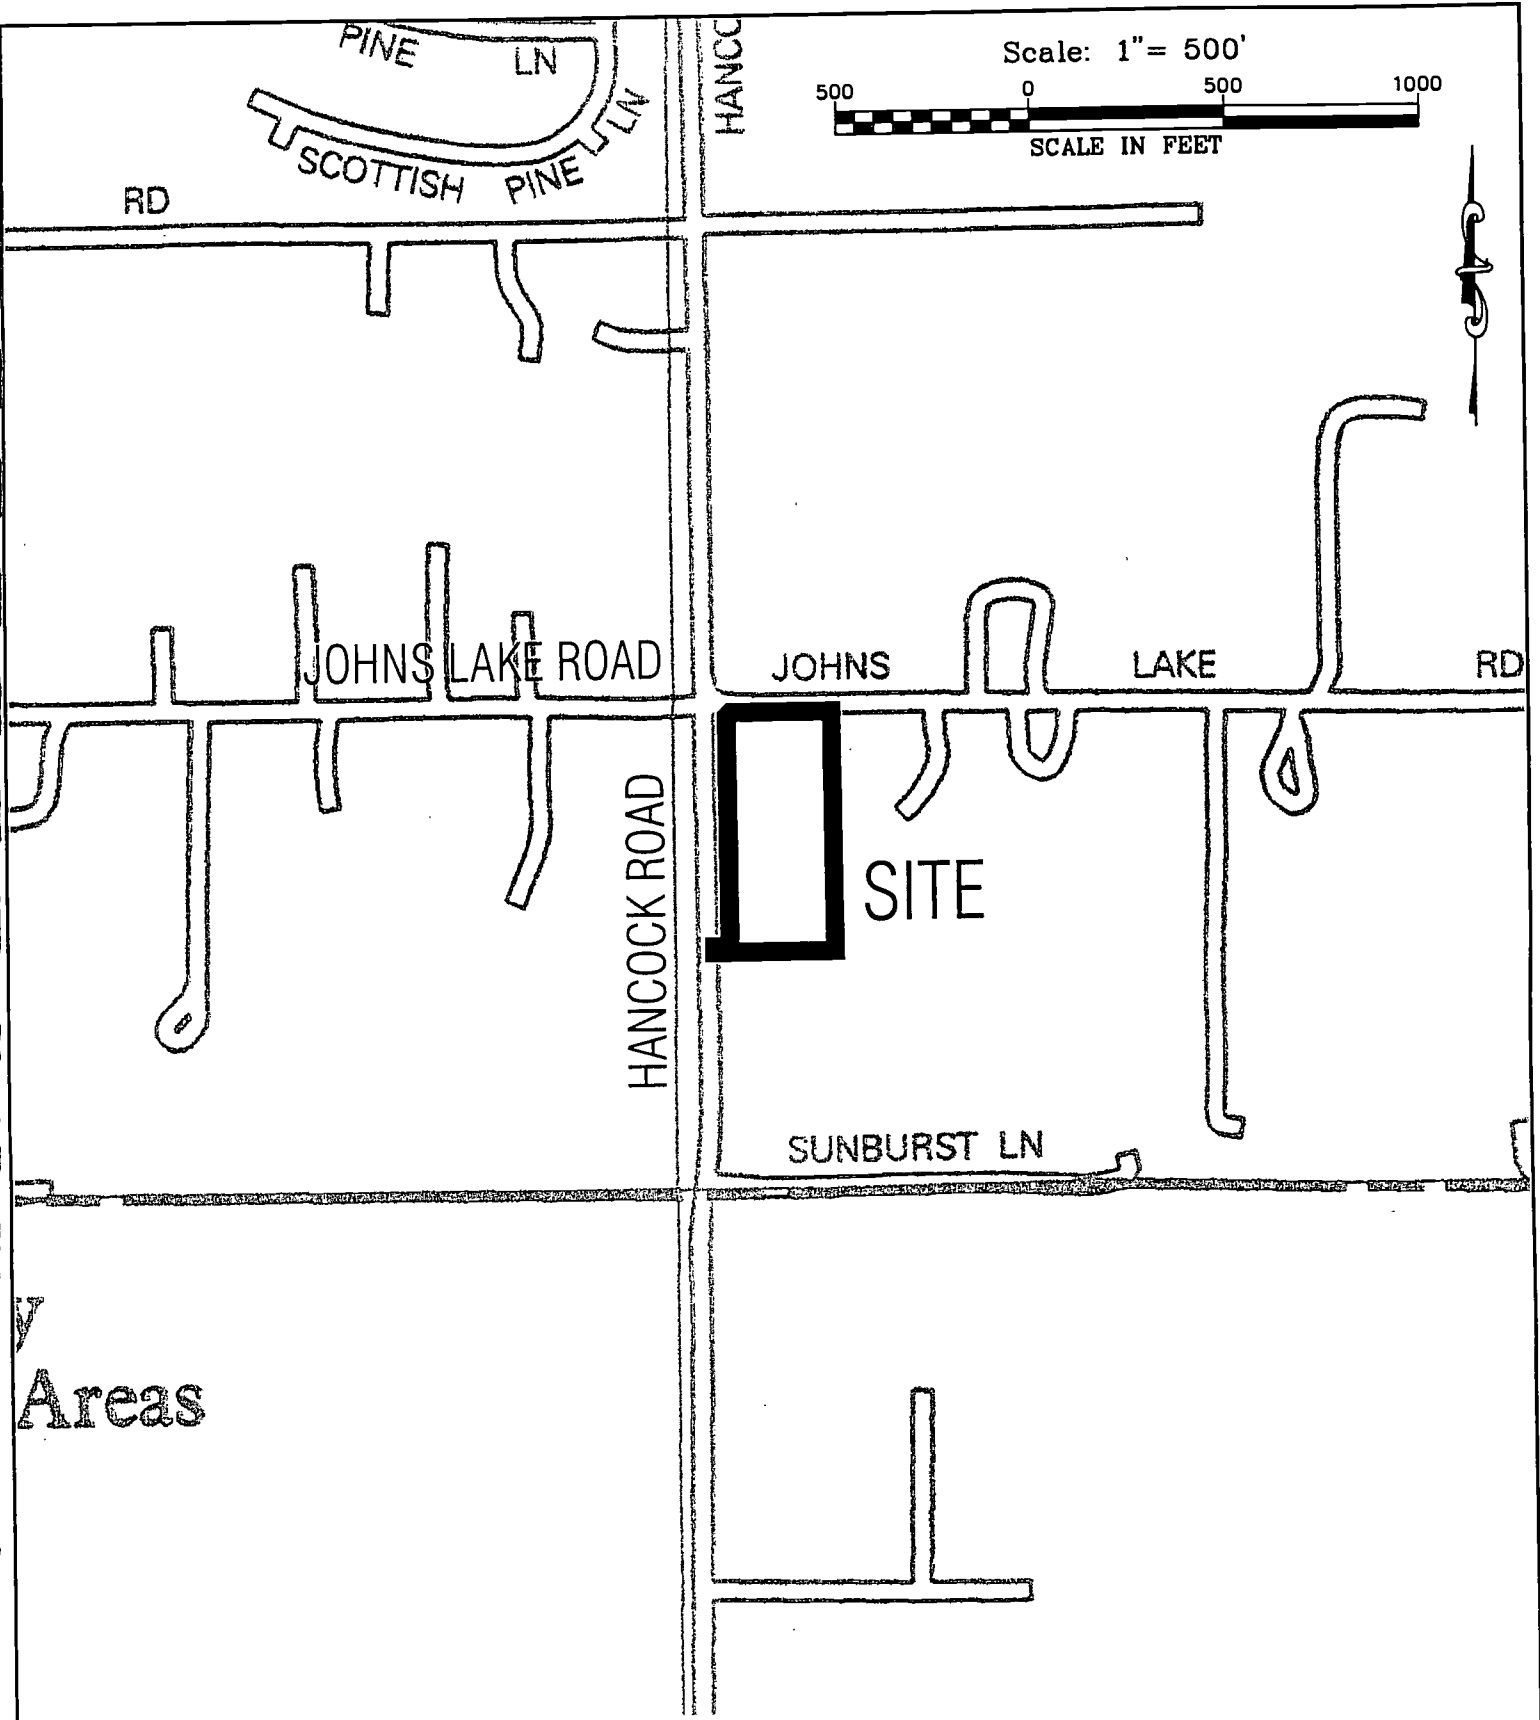 PINE LN
HANCO
Scale: 1"= 500'
500 0 500 1000
SCALE IN FEET
SCOTTISH PINE LN
RD
JOHNS LAKE ROAD
JOHNS LAKE RD
HANCOCK ROAD
SITE
SUNBURST LN
y
Areas